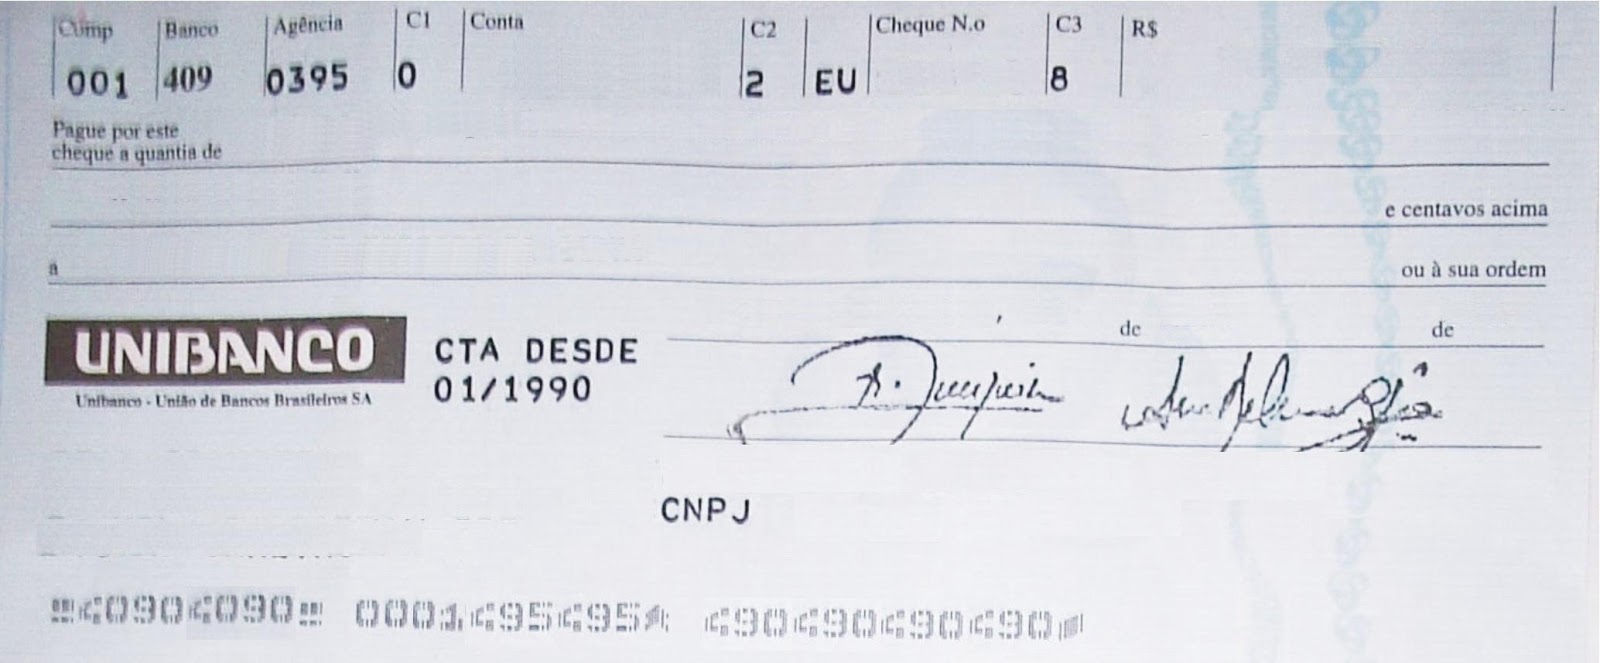 Comp Banco Agência C1 Conta C2 Cheque N.o C3 R$
001 409 0395 0 2 EU 8
Pague por este
cheque a quantia de
e centavos acima
a ou à sua ordem
de de
UNIBANCO
Unibanco - União de Bancos Brasileiros SA
CTA DESDE
01/1990
CNPJ